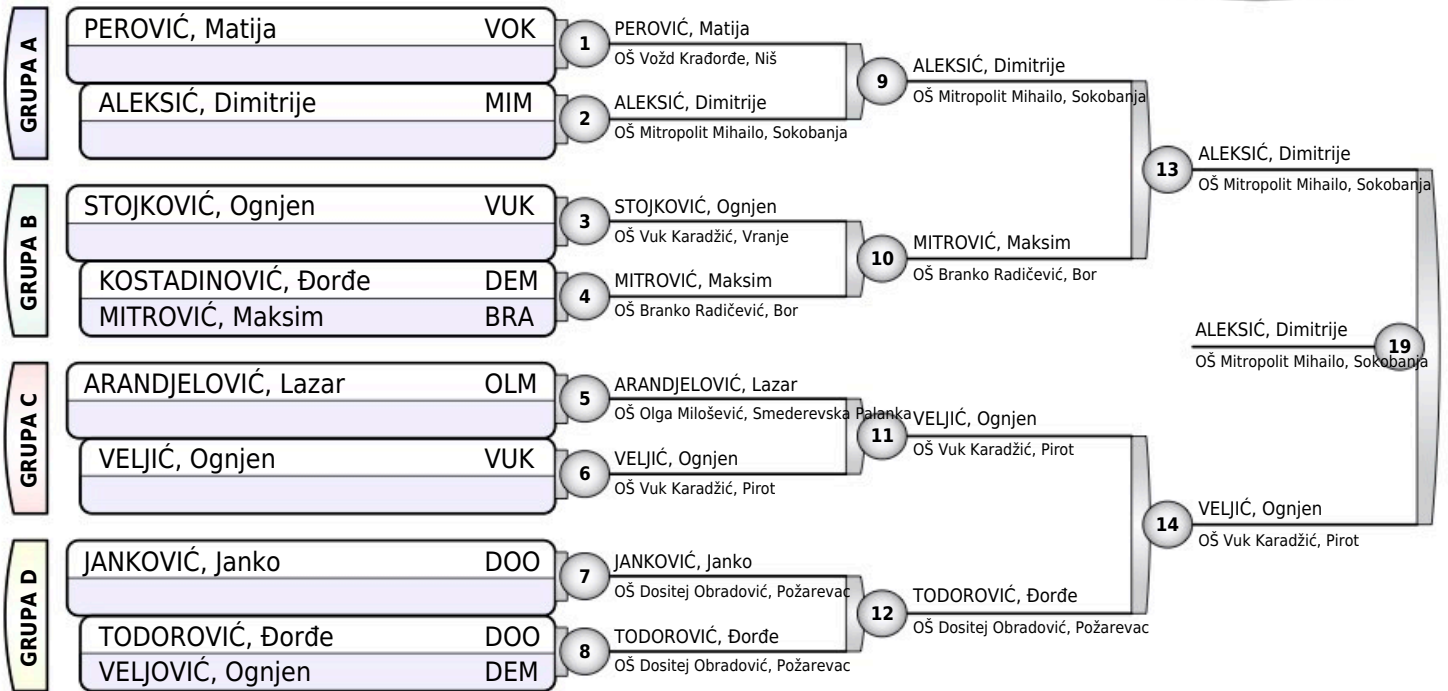 GRUPA A
PEROVIĆ, Matija VOK
ALEKSIĆ, Dimitrije MIM
GRUPA B
STOJKOVIĆ, Ognjen VUK
KOSTADINOVIĆ, Đorđe DEM
MITROVIĆ, Maksim BRA
GRUPA C
ARANDJELOVIĆ, Lazar OLM
VELJIĆ, Ognjen VUK
GRUPA D
JANKOVIĆ, Janko DOO
TODOROVIĆ, Đorđe DOO
VELJOVIĆ, Ognjen DEM
1
PEROVIĆ, Matija
OŠ Vožd Krađorđe, Niš
2
ALEKSIĆ, Dimitrije
OŠ Mitropolit Mihailo, Sokobanja
3
STOJKOVIĆ, Ognjen
OŠ Vuk Karadžić, Vranje
4
MITROVIĆ, Maksim
OŠ Branko Radičević, Bor
5
ARANDJELOVIĆ, Lazar
OŠ Olga Milošević, Smederevska Palanka
6
VELJIĆ, Ognjen
OŠ Vuk Karadžić, Pirot
7
JANKOVIĆ, Janko
OŠ Dositej Obradović, Požarevac
8
TODOROVIĆ, Đorđe
OŠ Dositej Obradović, Požarevac
9
ALEKSIĆ, Dimitrije
OŠ Mitropolit Mihailo, Sokobanja
10
MITROVIĆ, Maksim
OŠ Branko Radičević, Bor
11
VELJIĆ, Ognjen
OŠ Vuk Karadžić, Pirot
12
TODOROVIĆ, Đorđe
OŠ Dositej Obradović, Požarevac
13
ALEKSIĆ, Dimitrije
OŠ Mitropolit Mihailo, Sokobanja
14
VELJIĆ, Ognjen
OŠ Vuk Karadžić, Pirot
ALEKSIĆ, Dimitrije
OŠ Mitropolit Mihailo, Sokobanja
19